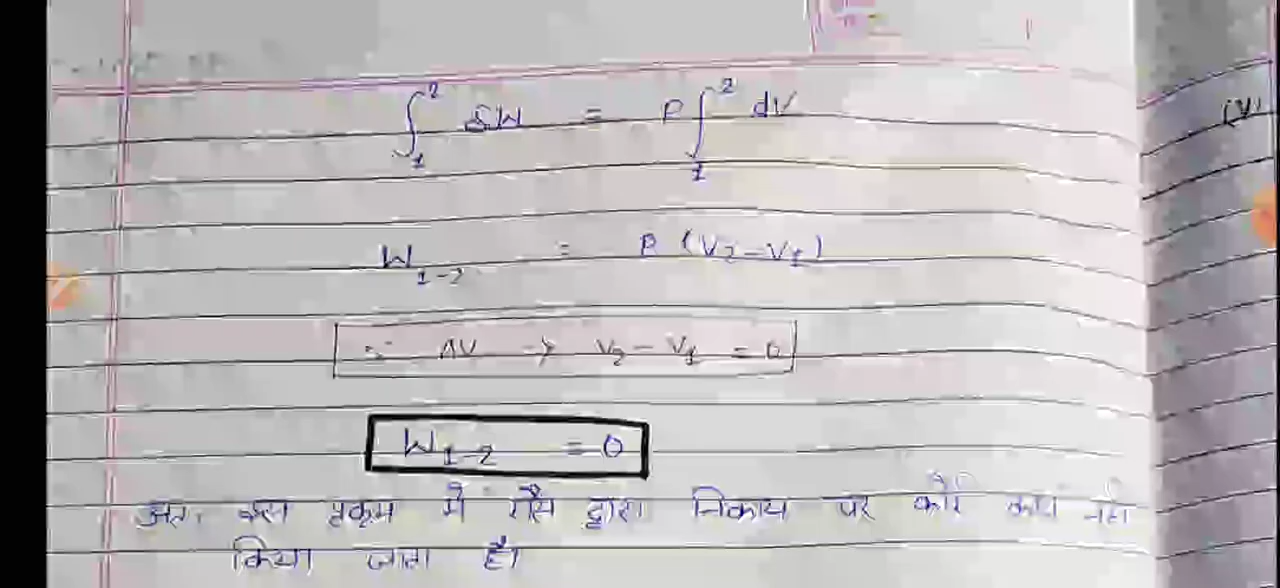 ∫₁² δW = P ∫₁² dV
W₁₋₂ = P (V₂ - V₁)
∵ ΔV → V₂ - V₁ = 0
W₁₋₂ = 0
अतः इस प्रक्रम में गैस द्वारा निकाय पर कोई कार्य नहीं
किया जाता है।
(V)